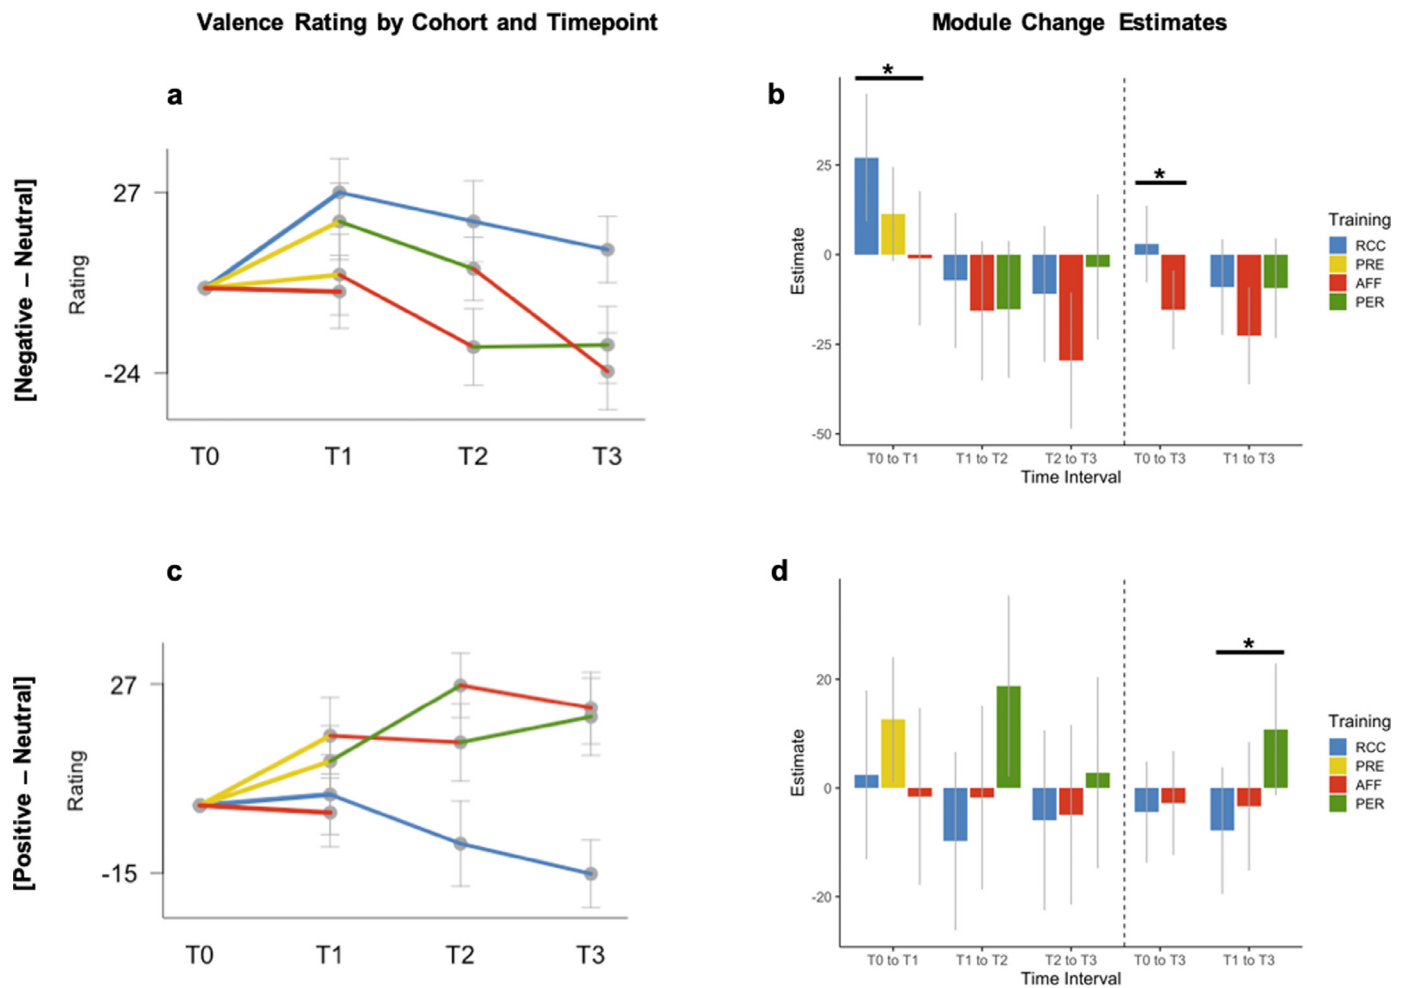 Valence Rating by Cohort and Timepoint
Module Change Estimates
a
[Negative – Neutral]
Rating
27
-24
T0 T1 T2 T3
b
*
*
Estimate
25
0
-25
-50
T0 to T1 T1 to T2 T2 to T3 T0 to T3 T1 to T3
Time Interval
Training
RCC
PRE
AFF
PER
c
[Positive – Neutral]
Rating
27
-15
T0 T1 T2 T3
d
*
Estimate
20
0
-20
T0 to T1 T1 to T2 T2 to T3 T0 to T3 T1 to T3
Time Interval
Training
RCC
PRE
AFF
PER